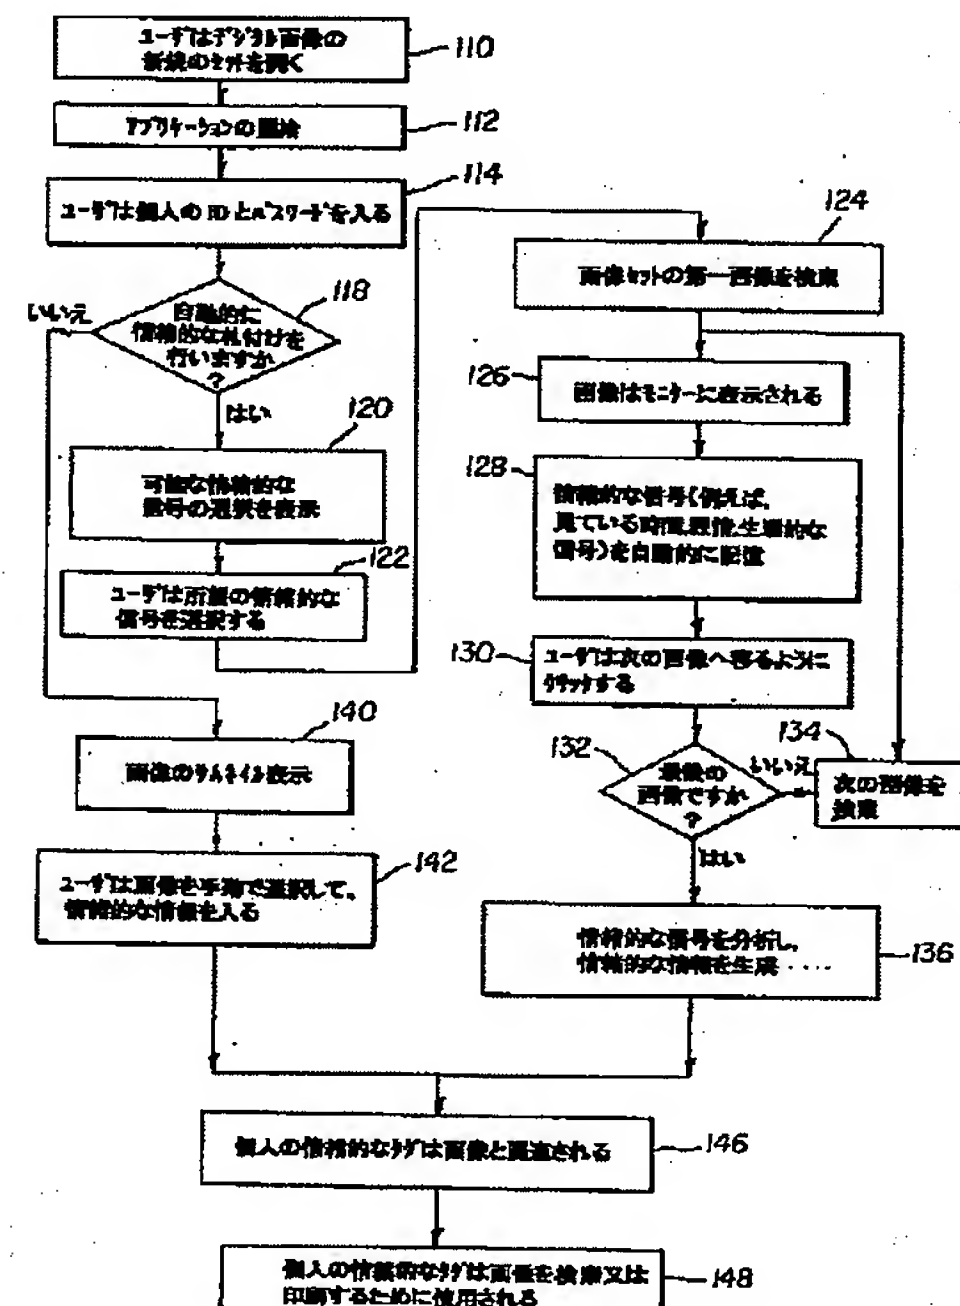 ユーザはデジタル画像の
新規のセットを開く
110
アプリケーションの
112
114
ユーザは個人の ID とパスワードを入る
118
自動的に
情緒的な札付けを
行いますか
?
いいえ
はい
120
可能な情緒的な
信号の選択を表示
122
ユーザは所望の情緒的な
信号を選択する
124
画像セットの第一画像を検索
126
画像はモニターに表示される
128
情緒的な信号(例えば、
見ている時間、表情、生理的な
信号)を自動的に記憶
130
ユーザは次の画像へ移るように
クリックする
132
最後の
画像ですか
?
いいえ
はい
134
次の画像を
検索
136
情緒的な信号を分析し、
情緒的な情報を生成
140
画像のサムネイル表示
142
ユーザは画像を手動で選択して、
情緒的な情報を入る
146
個人の情緒的なタグは画像と関連される
148
個人の情緒的なタグは画像を検索又は
印刷するために使用される